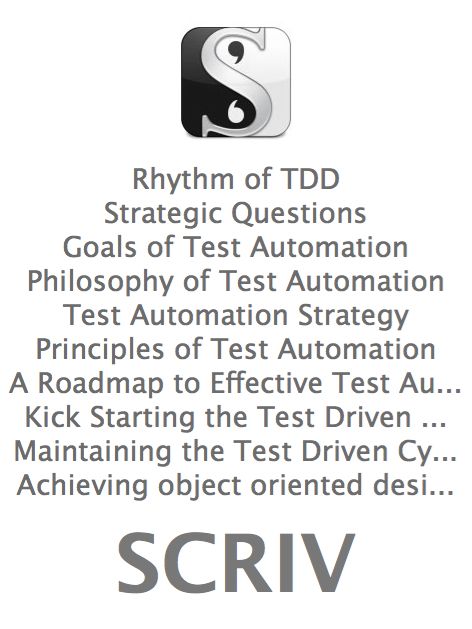 Rhythm of TDD
Strategic Questions
Goals of Test Automation
Philosophy of Test Automation
Test Automation Strategy
Principles of Test Automation
A Roadmap to Effective Test Au...
Kick Starting the Test Driven ...
Maintaining the Test Driven Cy...
Achieving object oriented desi...
SCRIV